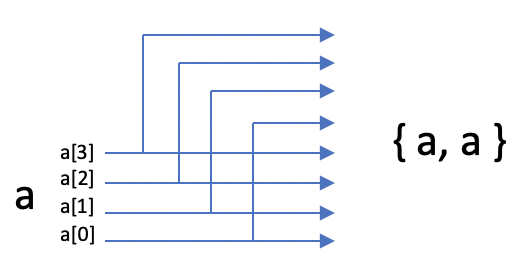 { a, a }
a[3]
a[2]
a
a[1]
a[0]